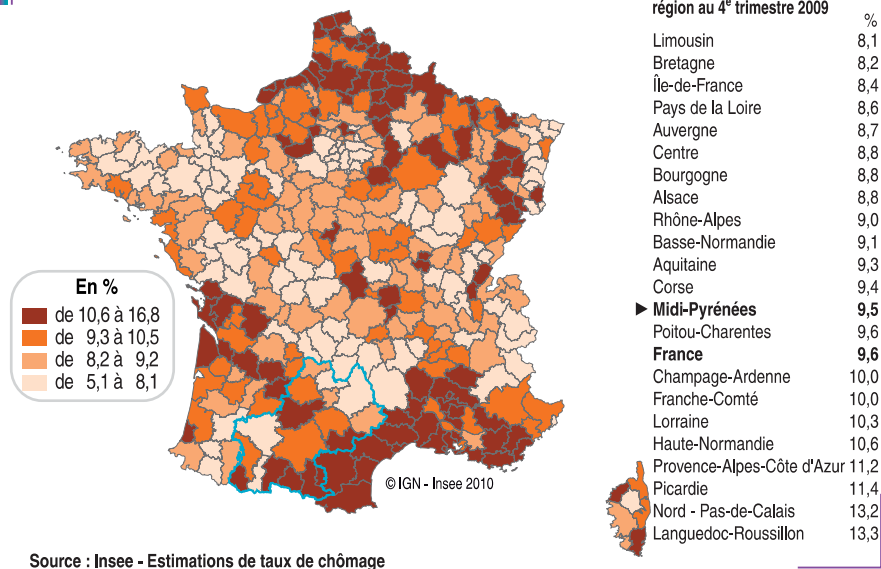 région au 4e trimestre 2009
%
Limousin 8,1
Bretagne 8,2
Île-de-France 8,4
Pays de la Loire 8,6
Auvergne 8,7
Centre 8,8
Bourgogne 8,8
Alsace 8,8
Rhône-Alpes 9,0
Basse-Normandie 9,1
Aquitaine 9,3
Corse 9,4
► Midi-Pyrénées 9,5
Poitou-Charentes 9,6
France 9,6
Champage-Ardenne 10,0
Franche-Comté 10,0
Lorraine 10,3
Haute-Normandie 10,6
Provence-Alpes-Côte d'Azur 11,2
Picardie 11,4
Nord - Pas-de-Calais 13,2
Languedoc-Roussillon 13,3
En %
de 10,6 à 16,8
de 9,3 à 10,5
de 8,2 à 9,2
de 5,1 à 8,1
© IGN - Insee 2010
Source : Insee - Estimations de taux de chômage